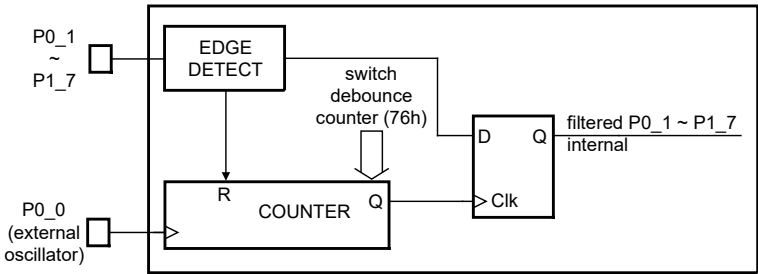 P0_1
~
P1_7
EDGE
DETECT
switch
debounce
counter (76h)
D
Q
filtered P0_1 ~ P1_7
internal
Clk
R
Q
COUNTER
P0_0
(external
oscillator)